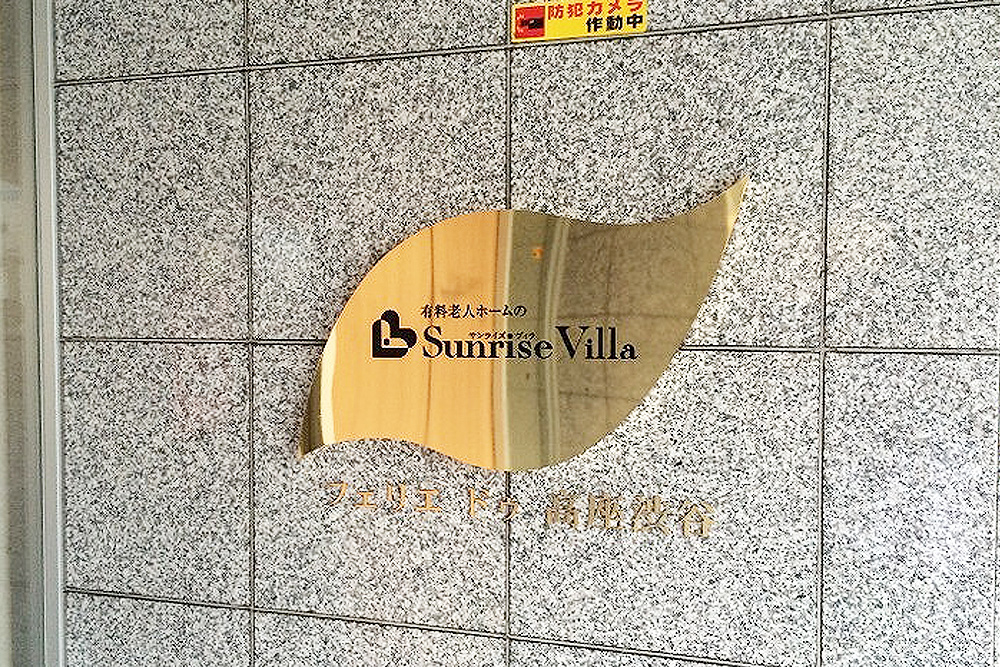 防犯カメラ
作動中
有料老人ホームの
サンライズ・ヴィラ
Sunrise Villa
フェリエ ドゥ 高座渋谷